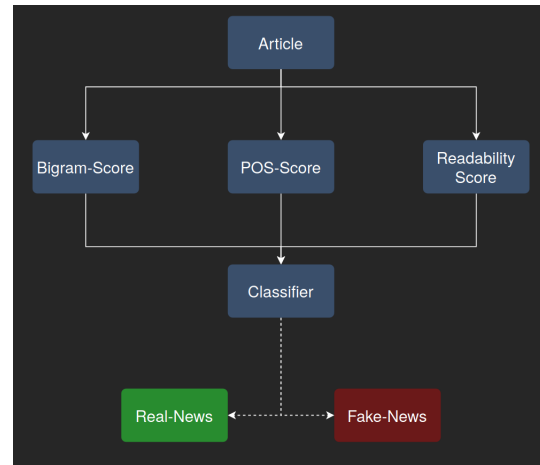 Article
Bigram-Score
POS-Score
Readability
Score
Classifier
Real-News
Fake-News